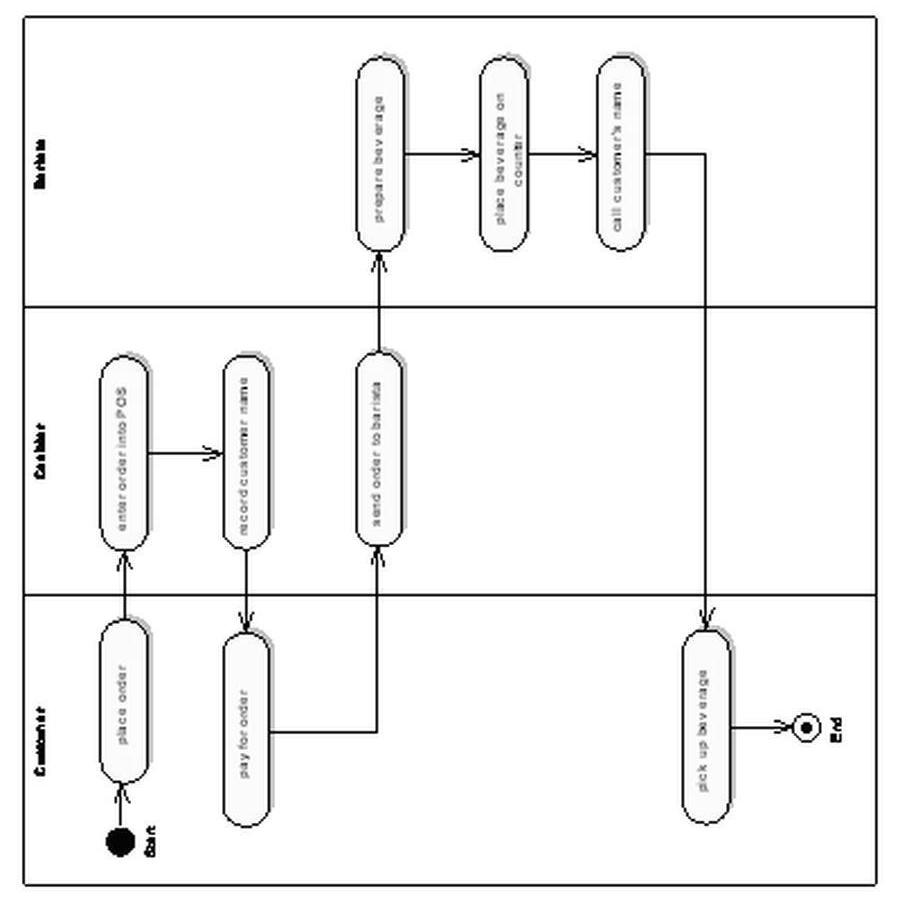 Customer
Cashier
Barista
Start
place order
enter order into POS
record customer name
pay for order
send order to barista
prepare beverage
place beverage on
counter
call customer's name
pick up beverage
End